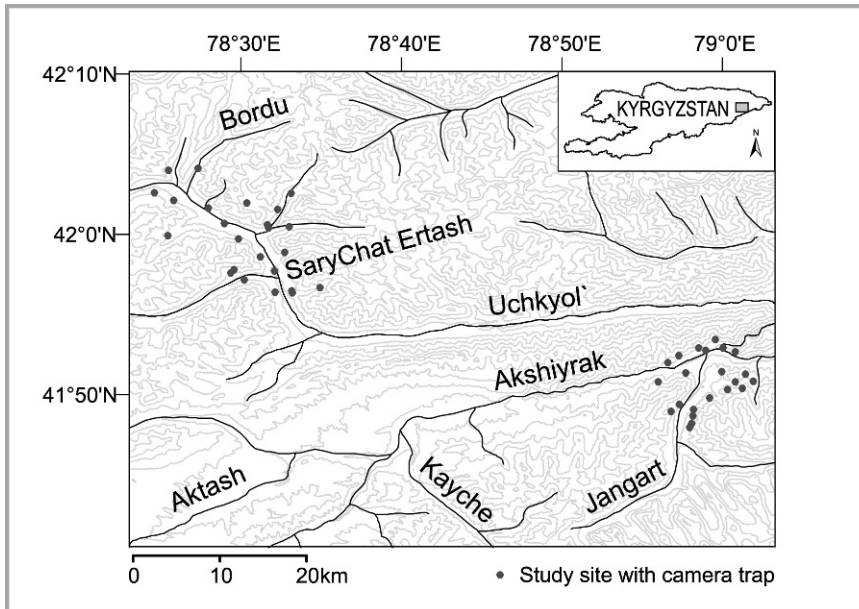 78°30'E 78°40'E 78°50'E 79°0'E
42°10'N
42°0'N
41°50'N
KYRGYZSTAN
N
Bordu
SaryChat Ertash
Uchkyol`
Akshiyrak
Aktash
Kayche
Jangart
0 10 20km
Study site with camera trap